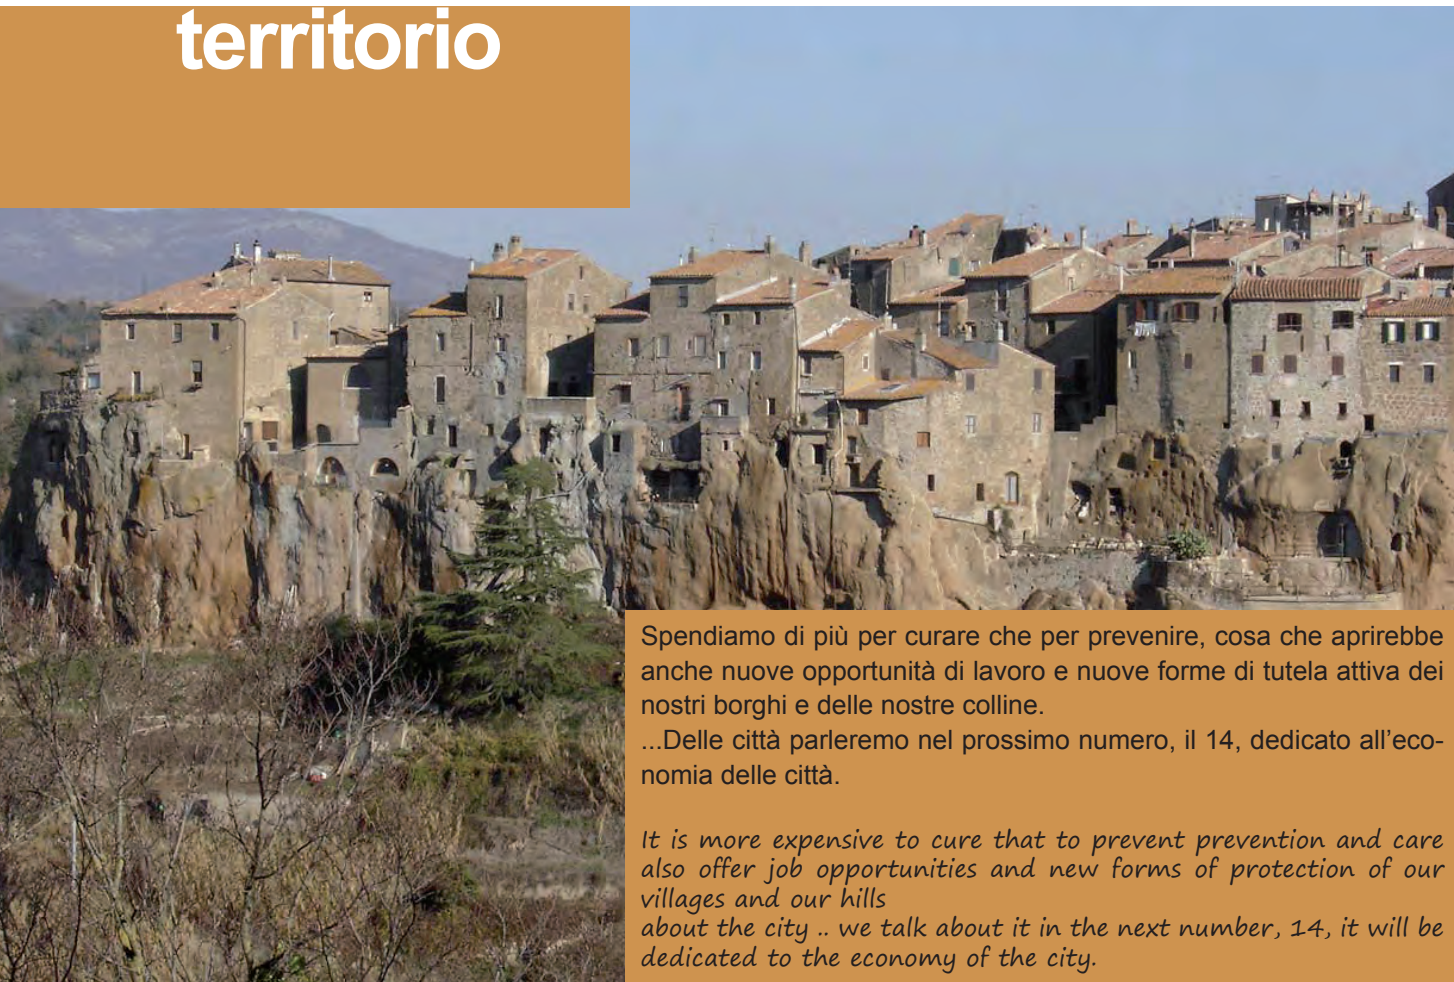 territorio
Spendiamo di più per curare che per prevenire, cosa che aprirebbe
anche nuove opportunità di lavoro e nuove forme di tutela attiva dei
nostri borghi e delle nostre colline.
...Delle città parleremo nel prossimo numero, il 14, dedicato all’eco-
nomia delle città.
It is more expensive to cure that to prevent prevention and care
also offer job opportunities and new forms of protection of our
villages and our hills
about the city .. we talk about it in the next number, 14, it will be
dedicated to the economy of the city.